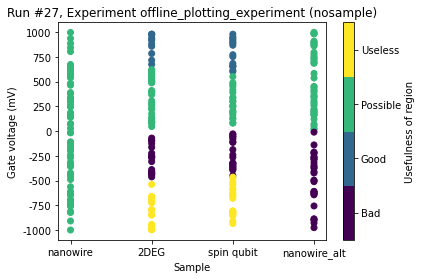 Run #27, Experiment offline_plotting_experiment (nosample)
1000
750
500
250
0
-250
-500
-750
-1000
Gate voltage (mV)
nanowire
2DEG
spin qubit
nanowire_alt
Sample
Useless
Possible
Good
Bad
Usefulness of region